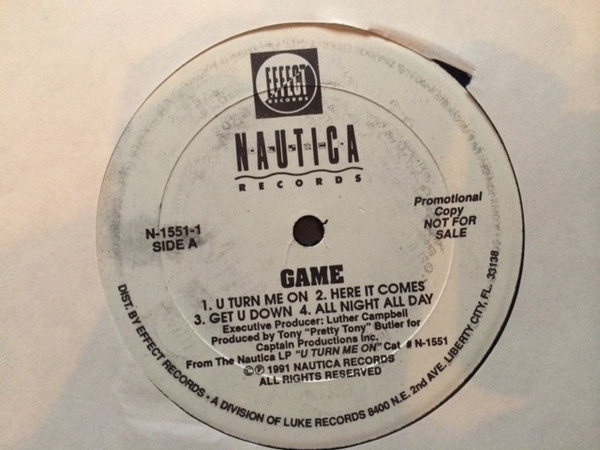 EFFECT
RECORDS
NAUTICA
RECORDS
N-1551-1
SIDE A
Promotional
Copy
NOT FOR
SALE
GAME
1. U TURN ME ON 2. HERE IT COMES
3. GET U DOWN 4. ALL NIGHT ALL DAY
Executive Producer: Luther Campbell
Produced by Tony "Pretty Tony" Butler for
Captain Productions Inc.
From The Nautica LP "U TURN ME ON" Cat # N-1551
©℗ 1991 NAUTICA RECORDS
ALL RIGHTS RESERVED
DIST. BY EFFECT RECORDS - A DIVISION OF LUKE RECORDS 8400 N.E. 2nd AVE. LIBERTY CITY, FL. 33138